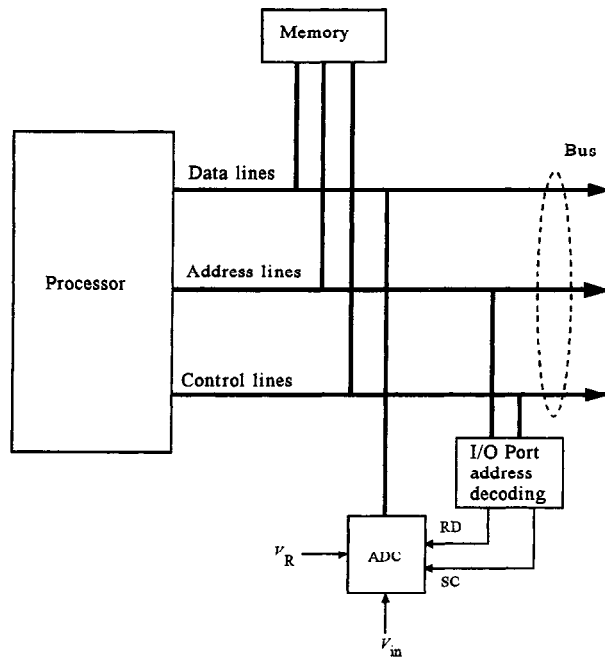 Memory
Bus
Data lines
Processor
Address lines
Control lines
I/O Port
address
decoding
RD
V_R
ADC
SC
V_in